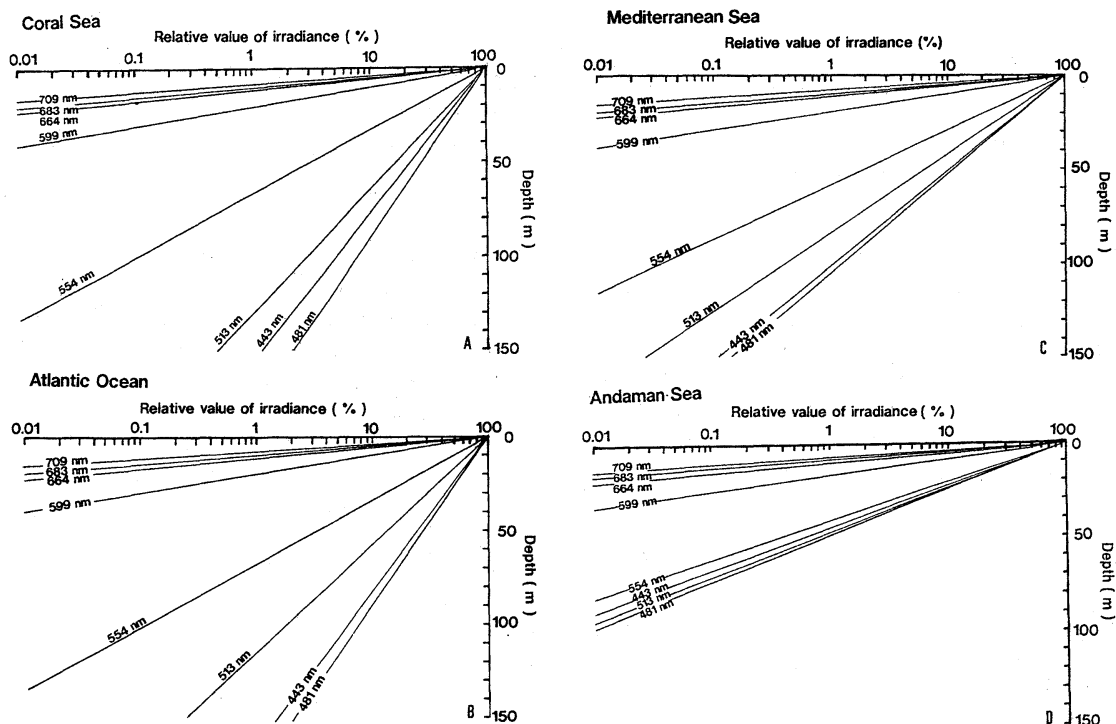 Coral Sea
Relative value of irradiance ( % )
0.01 0.1 1 10 100
0
50
100
150
Depth ( m )
709 nm
683 nm
664 nm
599 nm
554 nm
513 nm
443 nm
481 nm
A
Mediterranean Sea
Relative value of irradiance (%)
0.01 0.1 1 10 100
0
50
100
150
Depth ( m )
709 nm
683 nm
664 nm
599 nm
554 nm
513 nm
443 nm
481 nm
C
Atlantic Ocean
Relative value of irradiance ( % )
0.01 0.1 1 10 100
0
50
100
150
Depth ( m )
709 nm
683 nm
664 nm
599 nm
554 nm
513 nm
443 nm
481 nm
B
Andaman Sea
Relative value of irradiance ( % )
0.01 0.1 1 10 100
0
50
100
150
Depth ( m )
709 nm
683 nm
664 nm
599 nm
554 nm
443 nm
513 nm
481 nm
D